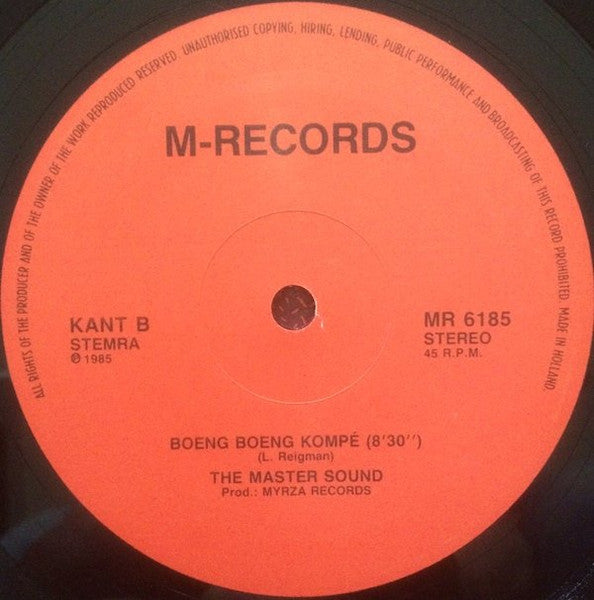 ALL RIGHTS OF THE PRODUCER AND OF THE OWNER OF THE WORK REPRODUCED RESERVED. UNAUTHORISED COPYING, HIRING, LENDING, PUBLIC PERFORMANCE AND BROADCASTING OF THIS RECORD PROHIBITED. MADE IN HOLLAND
M-RECORDS
KANT B
STEMRA
℗ 1985
MR 6185
STEREO
45 R.P.M.
BOENG BOENG KOMPÉ (8'30'')
(L. Reigman)
THE MASTER SOUND
Prod.: MYRZA RECORDS